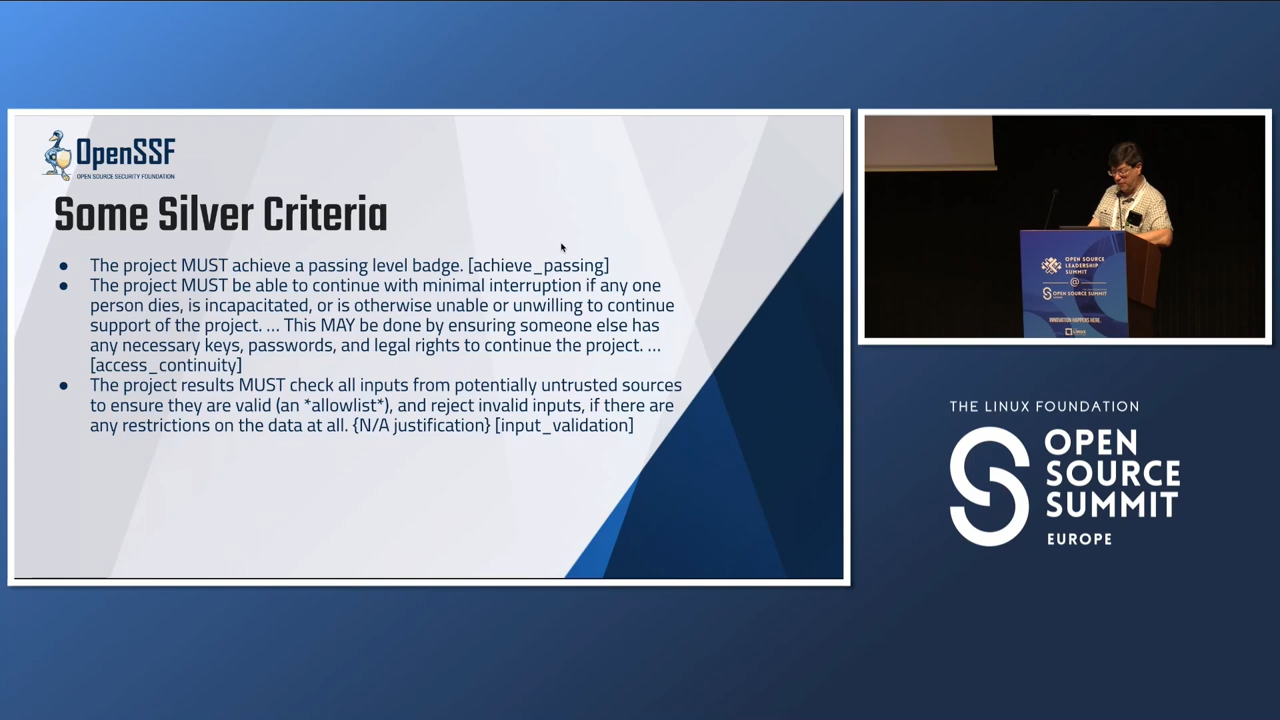 OpenSSF
OPEN SOURCE SECURITY FOUNDATION
Some Silver Criteria
● The project MUST achieve a passing level badge. [achieve_passing]
● The project MUST be able to continue with minimal interruption if any one
person dies, is incapacitated, or is otherwise unable or unwilling to continue
support of the project. ... This MAY be done by ensuring someone else has
any necessary keys, passwords, and legal rights to continue the project. ...
[access_continuity]
● The project results MUST check all inputs from potentially untrusted sources
to ensure they are valid (an *allowlist*), and reject invalid inputs, if there are
any restrictions on the data at all. {N/A justification} [input_validation]
OPEN SOURCE
LEADERSHIP
SUMMIT
@
OPEN SOURCE SUMMIT
INNOVATION HAPPENS HERE.
LINUX
THE LINUX FOUNDATION
OPEN
SOURCE
SUMMIT
EUROPE